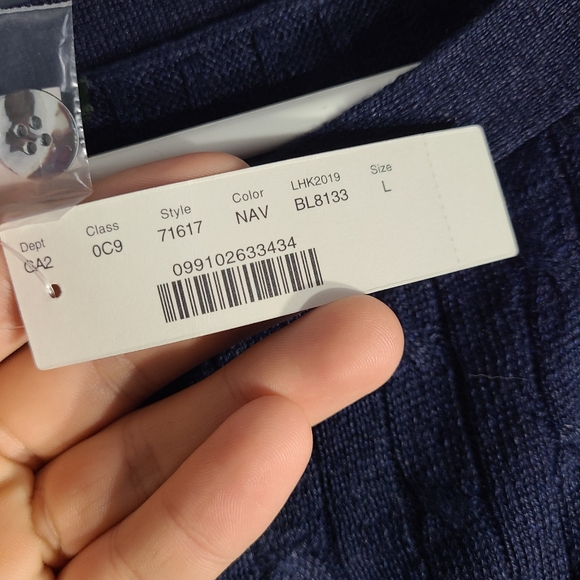 Dept Class Style Color LHK2019 Size
CA2 0C9 71617 NAV BL8133 L
099102633434